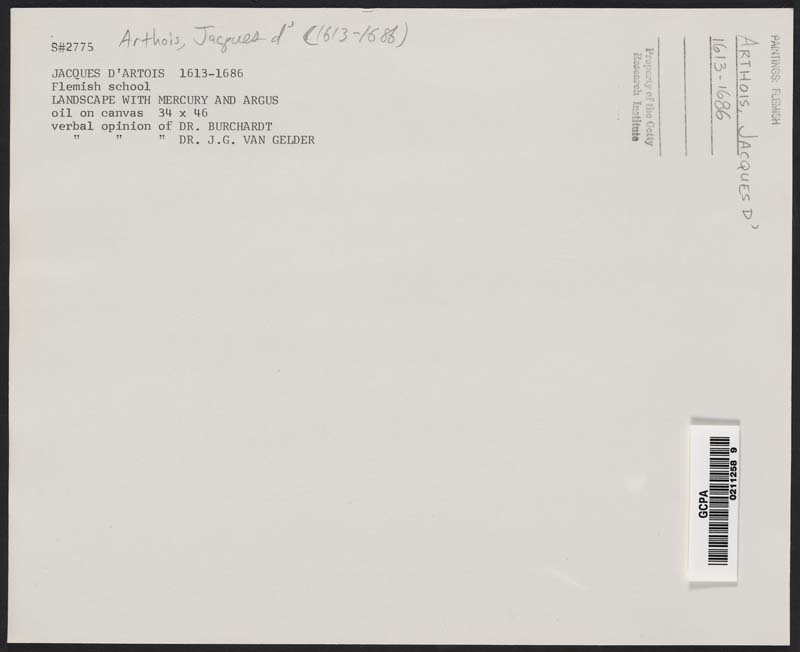 S#2775 Arthois, Jacques d' (1613-1686)
JACQUES D'ARTOIS 1613-1686
Flemish school
LANDSCAPE WITH MERCURY AND ARGUS
oil on canvas 34 x 46
verbal opinion of DR. BURCHARDT
" " " DR. J.G. VAN GELDER
PAINTINGS: FLEMISH
ARTHOIS, JACQUES D'
1613-1686
Property of the Getty
Research Institute
GCPA
0211258 9